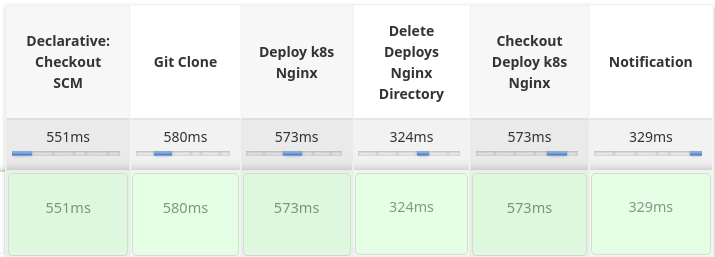 Declarative:
Checkout
SCM
Git Clone
Deploy k8s
Nginx
Delete
Deploys
Nginx
Directory
Checkout
Deploy k8s
Nginx
Notification
551ms
580ms
573ms
324ms
573ms
329ms
551ms
580ms
573ms
324ms
573ms
329ms